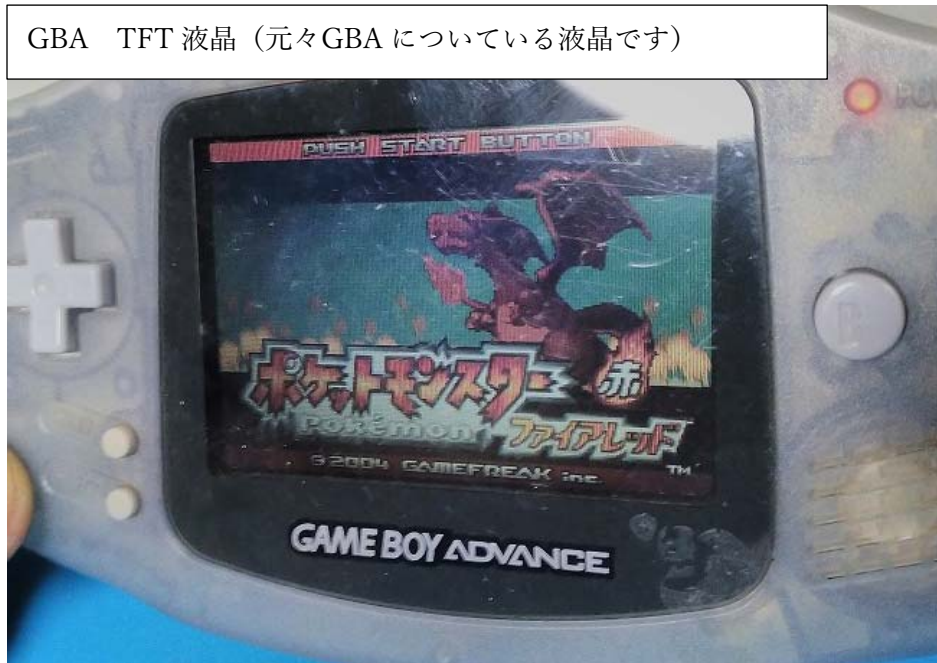 GBA　TFT 液晶（元々GBA についている液晶です）
PUSH START BUTTON
ポケットモンスター
赤
Pokémon
ファイアレッド
©2004 GAMEFREAK inc.
TM
GAME BOY ADVANCE